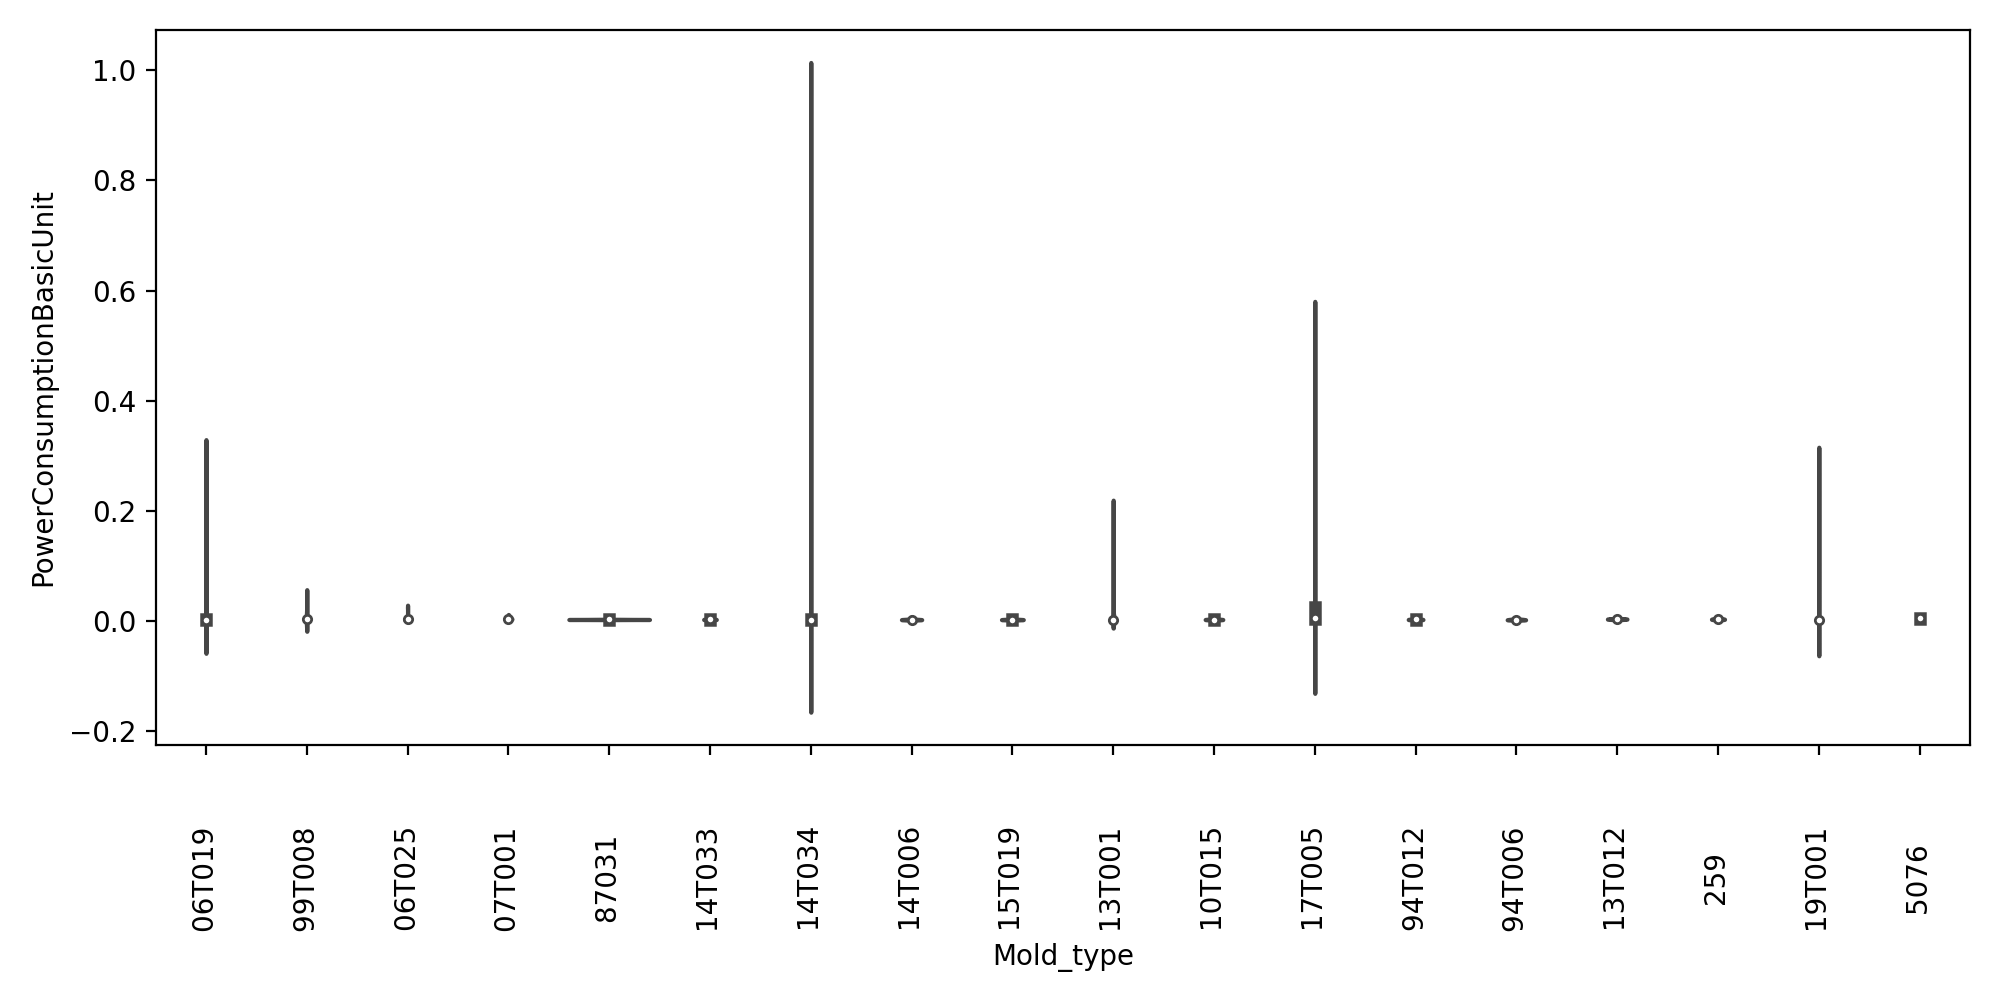 PowerConsumptionBasicUnit
1.0
0.8
0.6
0.4
0.2
0.0
−0.2
06T019
99T008
06T025
07T001
87031
14T033
14T034
14T006
15T019
13T001
10T015
17T005
94T012
94T006
13T012
259
19T001
5076
Mold_type